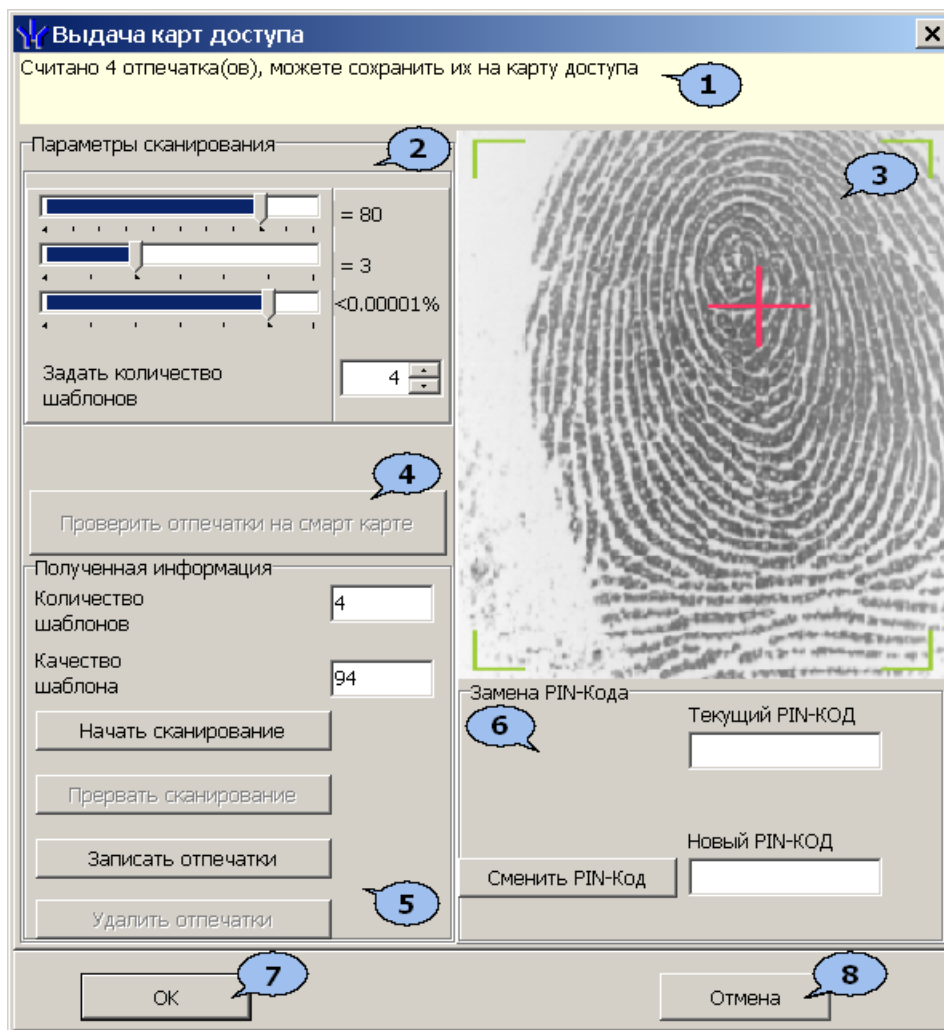 Выдача карт доступа
Считано 4 отпечатка(ов), можете сохранить их на карту доступа
1
Параметры сканирования
2
3
= 80
= 3
<0.00001%
Задать количество
шаблонов
4
4
Проверить отпечатки на смарт карте
Полученная информация
Количество
шаблонов
4
Качество
шаблона
94
Начать сканирование
Прервать сканирование
Записать отпечатки
Удалить отпечатки
5
Замена PIN-Кода
6
Текущий PIN-КОД
Новый PIN-КОД
Сменить PIN-Код
7
OK
8
Отмена